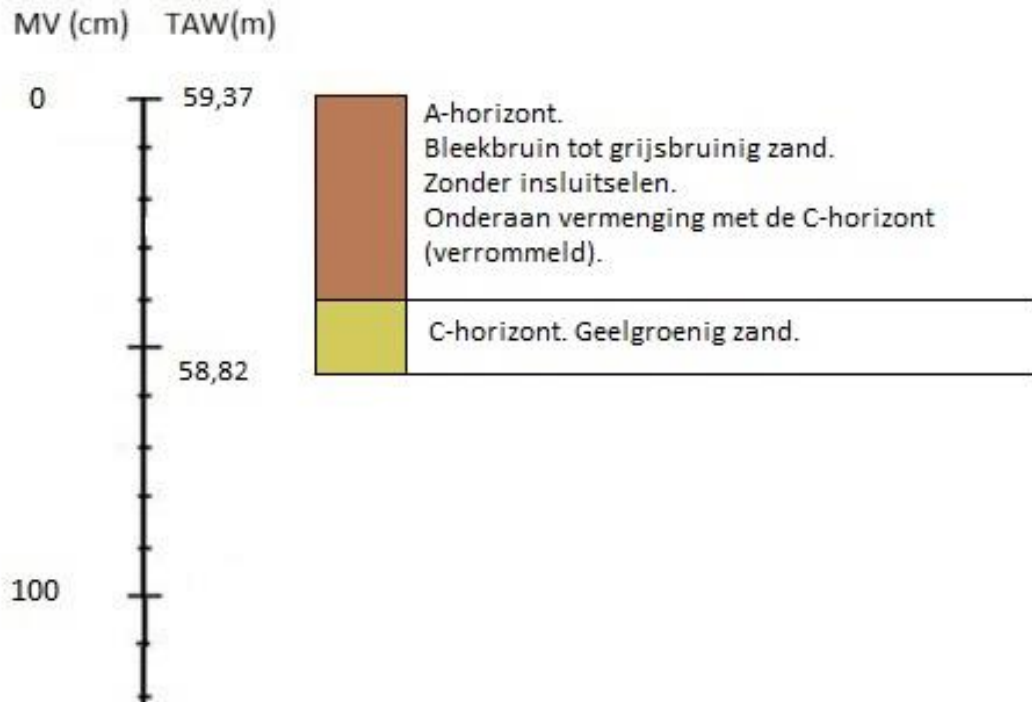 MV (cm) TAW(m)
0 59,37
A-horizont.
Bleekbruin tot grijsbruinig zand.
Zonder insluitselen.
Onderaan vermenging met de C-horizont
(verrommeld).
C-horizont. Geelgroenig zand.
58,82
100